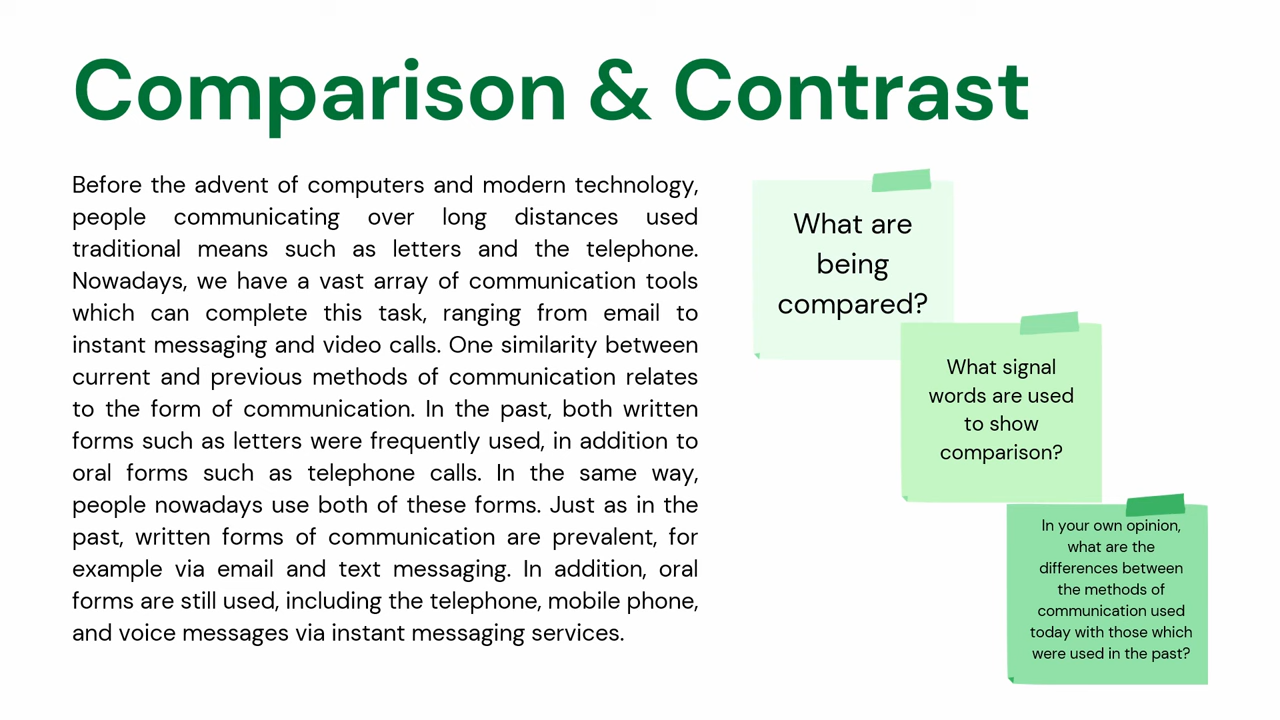 Comparison & Contrast
Before the advent of computers and modern technology,
people communicating over long distances used
traditional means such as letters and the telephone.
Nowadays, we have a vast array of communication tools
which can complete this task, ranging from email to
instant messaging and video calls. One similarity between
current and previous methods of communication relates
to the form of communication. In the past, both written
forms such as letters were frequently used, in addition to
oral forms such as telephone calls. In the same way,
people nowadays use both of these forms. Just as in the
past, written forms of communication are prevalent, for
example via email and text messaging. In addition, oral
forms are still used, including the telephone, mobile phone,
and voice messages via instant messaging services.
What are
being
compared?
What signal
words are used
to show
comparison?
In your own opinion,
what are the
differences between
the methods of
communication used
today with those which
were used in the past?